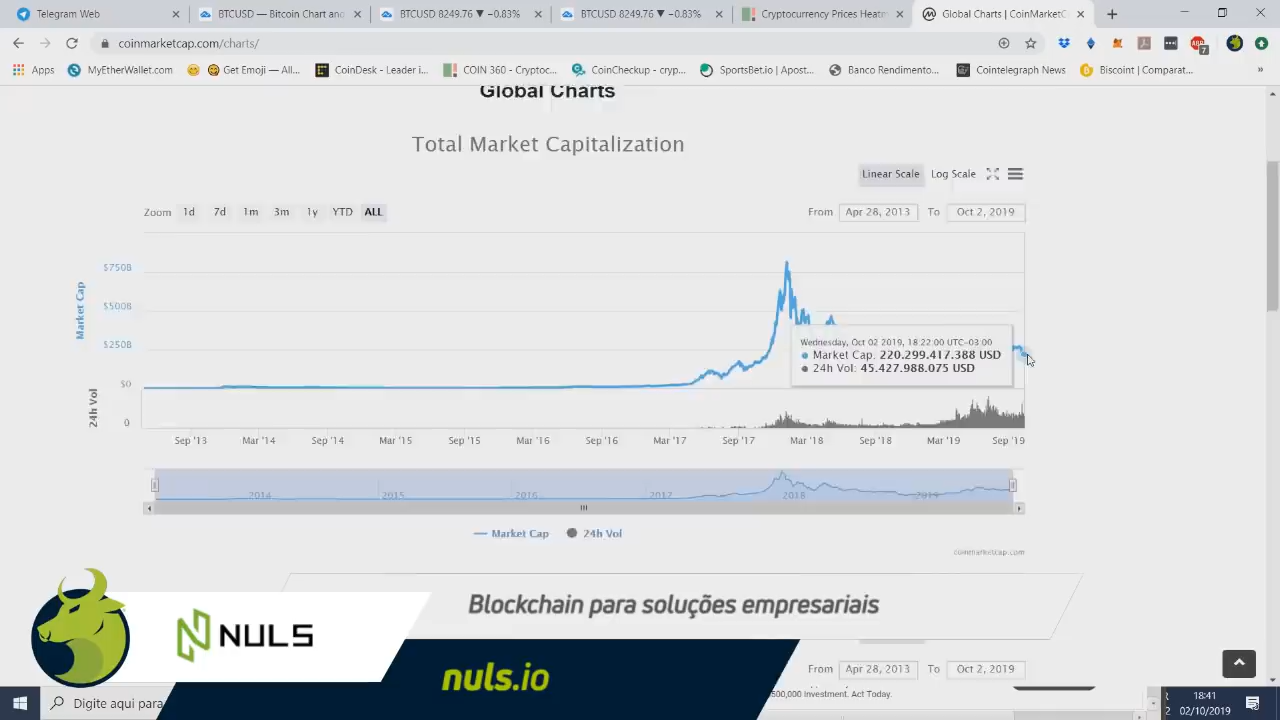 Telegram Web
BTCUSD — Bitcoin Chart and
BTCUSD 8249.76 ▼ −0.83%
BTCUSD 8249.76 ▼ −0.83%
Cryptocurrency Prices Heatm
Global Charts | CoinMarketC
coinmarketcap.com/charts/
7
Apps
MyEtherWallet.com
Get Emoji — All...
CoinDesk - Leader i...
COIN 360 - Cryptoc...
CoinCheckup - cryp...
SportsBet.io | Apost...
Banco Rendimento...
Cointelegraph News
Biscoint | Comparat...
»
Global Charts
Total Market Capitalization
Linear Scale
Log Scale
Zoom 1d 7d 1m 3m 1y YTD ALL
From Apr 28, 2013 To Oct 2, 2019
$750B
$500B
$250B
$0
Market Cap
24h Vol
0
Wednesday, Oct 02 2019, 18:22:00 UTC-03:00
Market Cap: 220.299.417.388 USD
24h Vol: 45.427.988.075 USD
Sep '13 Mar '14 Sep '14 Mar '15 Sep '15 Mar '16 Sep '16 Mar '17 Sep '17 Mar '18 Sep '18 Mar '19 Sep '19
2014 2015 2016 2017 2018 2019
Market Cap 24h Vol
coinmarketcap.com
Blockchain para soluções empresariais
NULS
nuls.io
From Apr 28, 2013 To Oct 2, 2019
500,000 Investment. Act Today.
Digite aqui para
18:41
02/10/2019